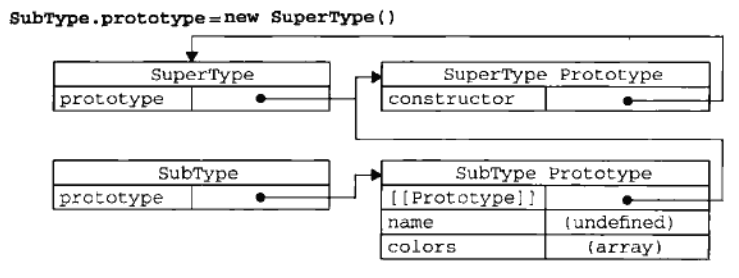 SubType.prototype=new SuperType()
SuperType
prototype
SuperType Prototype
constructor
SubType
prototype
SubType Prototype
[[Prototype]]
name (undefined)
colors (array)